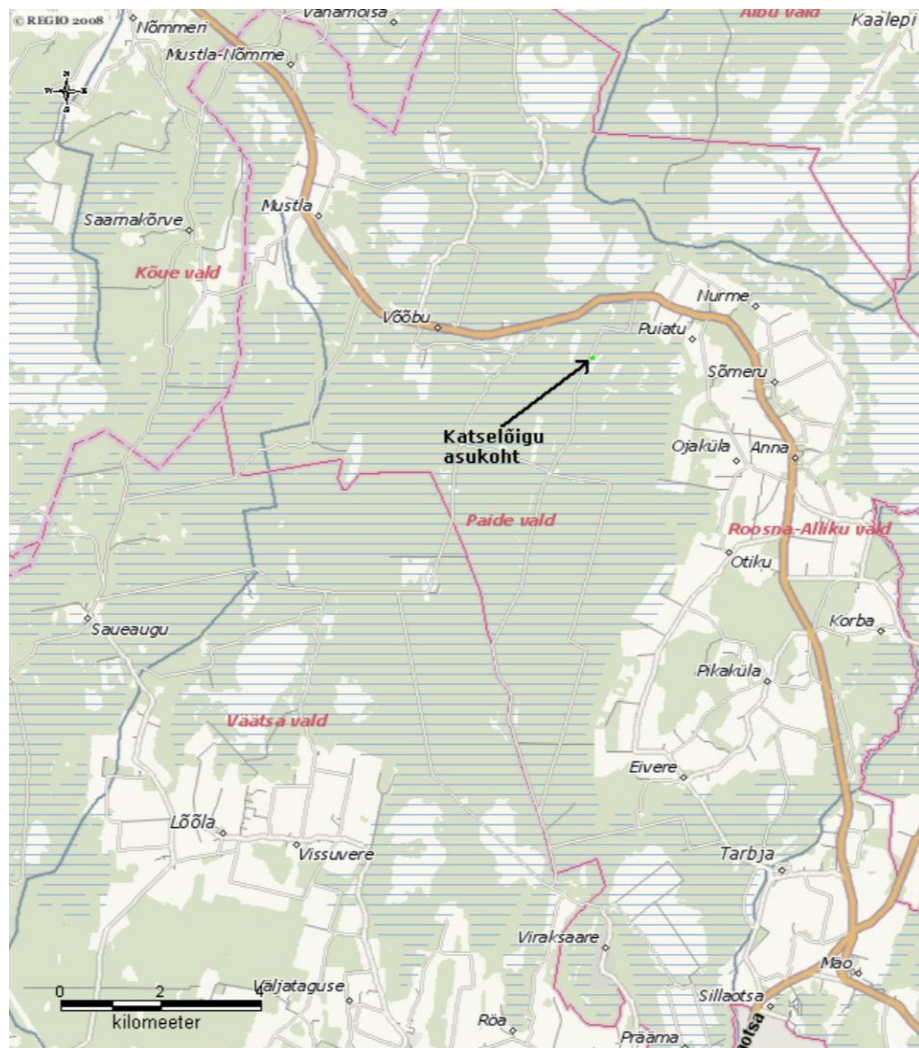 © REGIO 2008
Nõmmeri
Vahamõisa
Albu vald
Kaalepi
Mustla-Nõmme
N
W
E
S
Mustla
Saarnakõrve
Kõue vald
Nurme
Võõbu
Puiatu
Sõmeru
Katselõigu
asukoht
Ojaküla
Anna
Paide vald
Roosna-Alliku vald
Otiku
Saueaugu
Korba
Pikaküla
Väätsa vald
Eivere
Lõõla
Vissuvere
Tarbja
Viraksaare
Mäo
Väljataguse
0 2 4
kilomeeter
Röa
Sillaotsa
Prääma